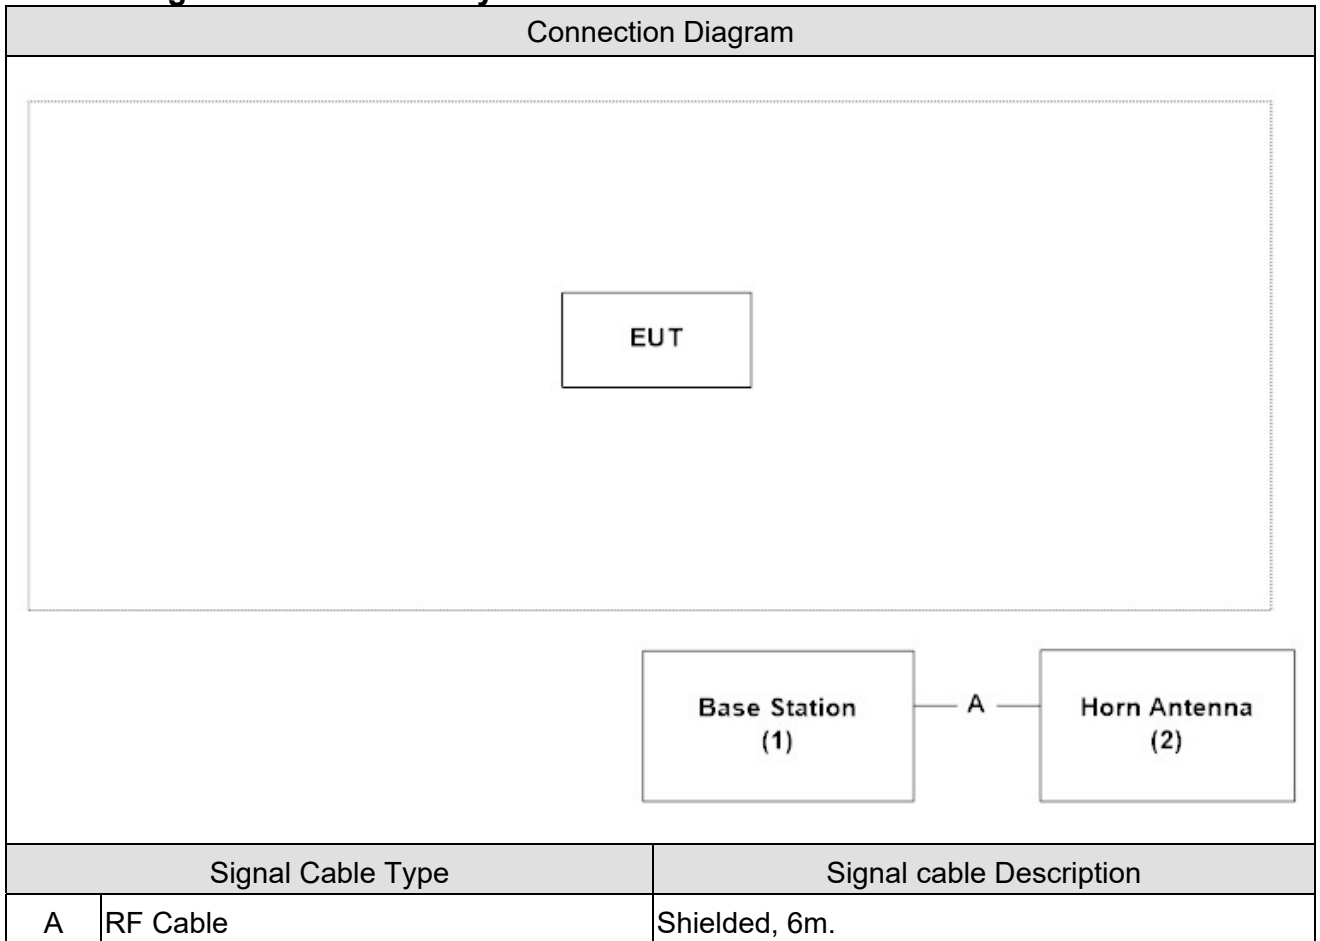 Connection Diagram
EUT
Base Station
(1)
A
Horn Antenna
(2)
Signal Cable Type Signal cable Description
A RF Cable Shielded, 6m.